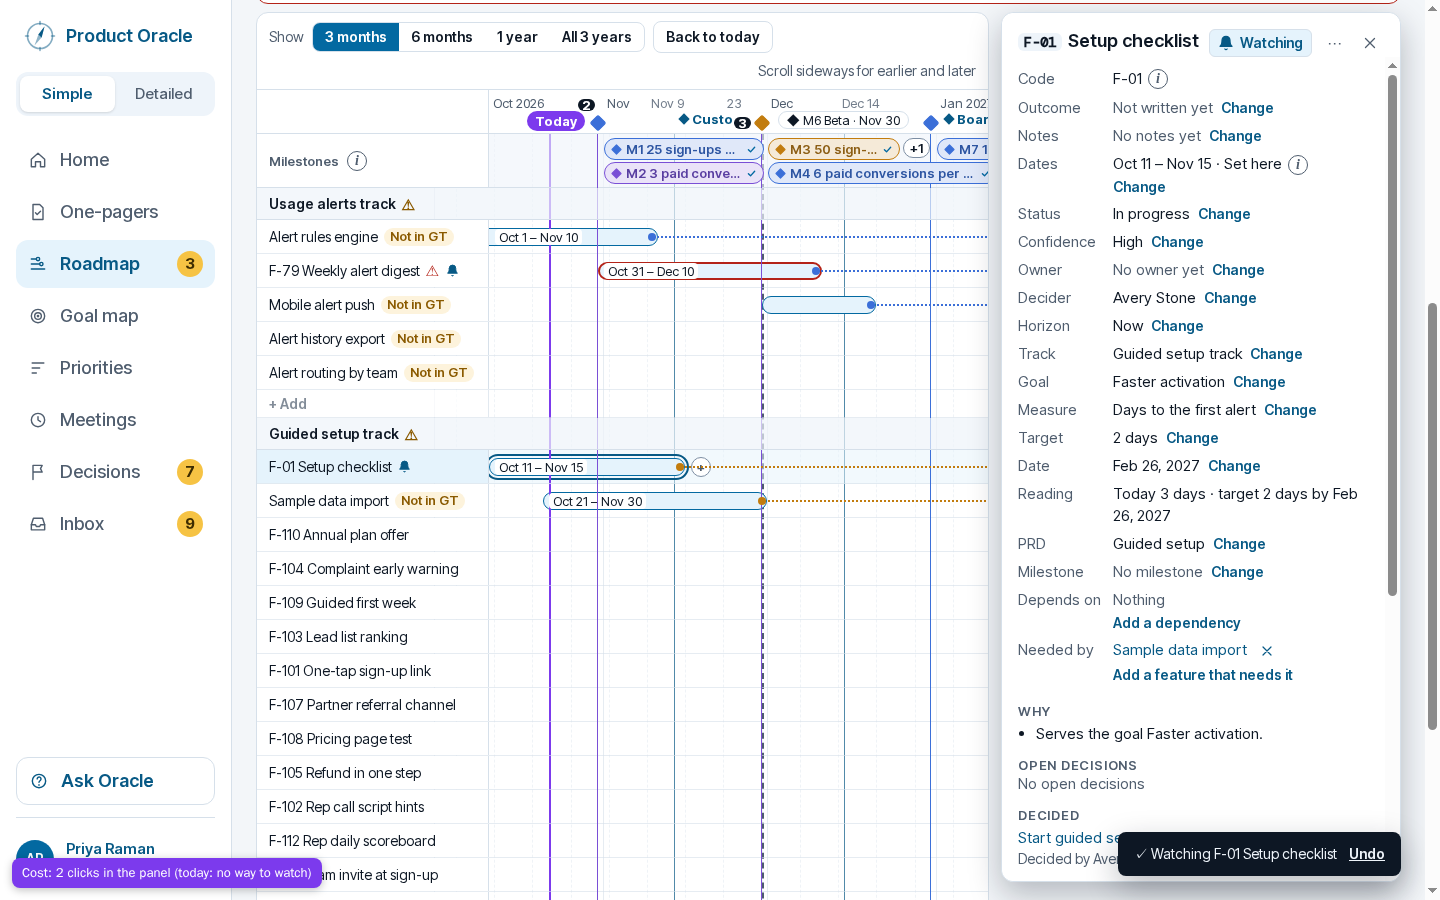 Product Oracle
Simple
Detailed
Home
One-pagers
Roadmap
3
Goal map
Priorities
Meetings
Decisions
7
Inbox
9
Ask Oracle
Priya Raman
Cost: 2 clicks in the panel (today: no way to watch)
Show
3 months
6 months
1 year
All 3 years
Back to today
Scroll sideways for earlier and later
Oct 2026
2
Nov
Nov 9
23
Dec
Dec 14
Jan 2027
Today
Custo
3
M6 Beta · Nov 30
Boar
Milestones
i
M1 25 sign-ups ...
M3 50 sign-...
+1
M7 1
M2 3 paid conve...
M4 6 paid conversions per ...
Usage alerts track
Alert rules engine
Not in GT
Oct 1 – Nov 10
F-79 Weekly alert digest
Oct 31 – Dec 10
Mobile alert push
Not in GT
Alert history export
Not in GT
Alert routing by team
Not in GT
+ Add
Guided setup track
F-01 Setup checklist
Oct 11 – Nov 15
+
Sample data import
Not in GT
Oct 21 – Nov 30
F-110 Annual plan offer
F-104 Complaint early warning
F-109 Guided first week
F-103 Lead list ranking
F-101 One-tap sign-up link
F-107 Partner referral channel
F-108 Pricing page test
F-105 Refund in one step
F-102 Rep call script hints
F-112 Rep daily scoreboard
am invite at sign-up
F-01 Setup checklist
Watching
...
Code F-01 i
Outcome Not written yet Change
Notes No notes yet Change
Dates Oct 11 – Nov 15 · Set here i
Change
Status In progress Change
Confidence High Change
Owner No owner yet Change
Decider Avery Stone Change
Horizon Now Change
Track Guided setup track Change
Goal Faster activation Change
Measure Days to the first alert Change
Target 2 days Change
Date Feb 26, 2027 Change
Reading Today 3 days · target 2 days by Feb
26, 2027
PRD Guided setup Change
Milestone No milestone Change
Depends on Nothing
Add a dependency
Needed by Sample data import
Add a feature that needs it
WHY
• Serves the goal Faster activation.
OPEN DECISIONS
No open decisions
DECIDED
Start guided se
Decided by Aver
✓ Watching F-01 Setup checklist Undo